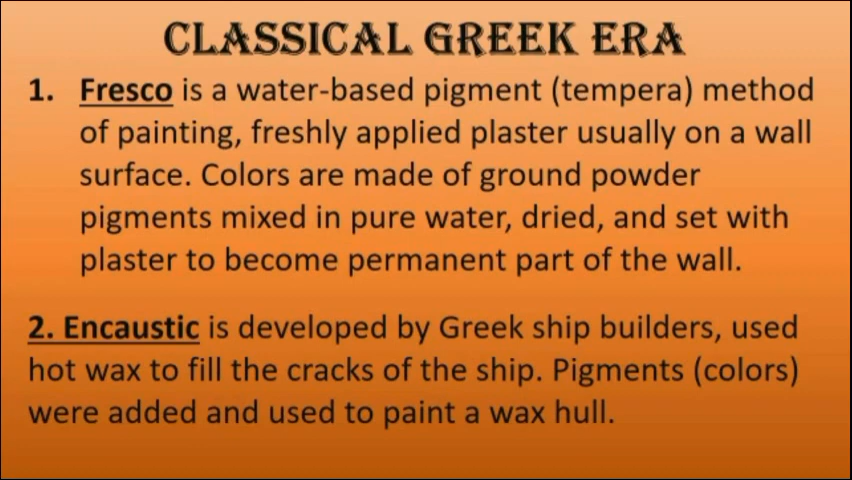 CLASSICAL GREEK ERA
1. Fresco is a water-based pigment (tempera) method
of painting, freshly applied plaster usually on a wall
surface. Colors are made of ground powder
pigments mixed in pure water, dried, and set with
plaster to become permanent part of the wall.
2. Encaustic is developed by Greek ship builders, used
hot wax to fill the cracks of the ship. Pigments (colors)
were added and used to paint a wax hull.